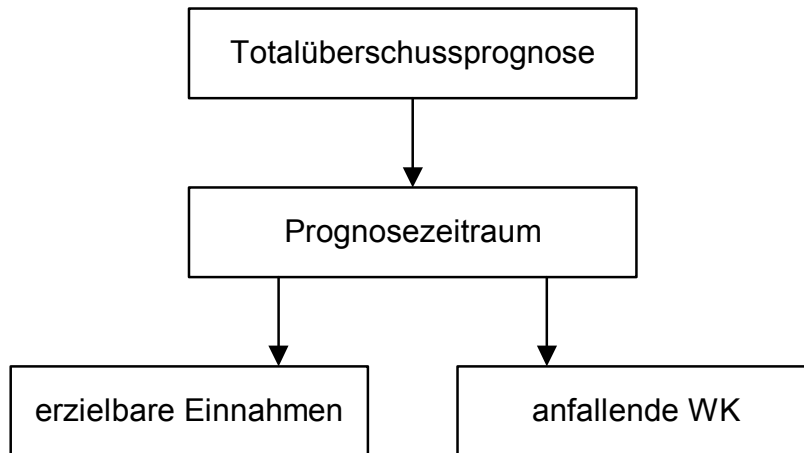 Totalüberschussprognose
Prognosezeitraum
erzielbare Einnahmen
anfallende WK